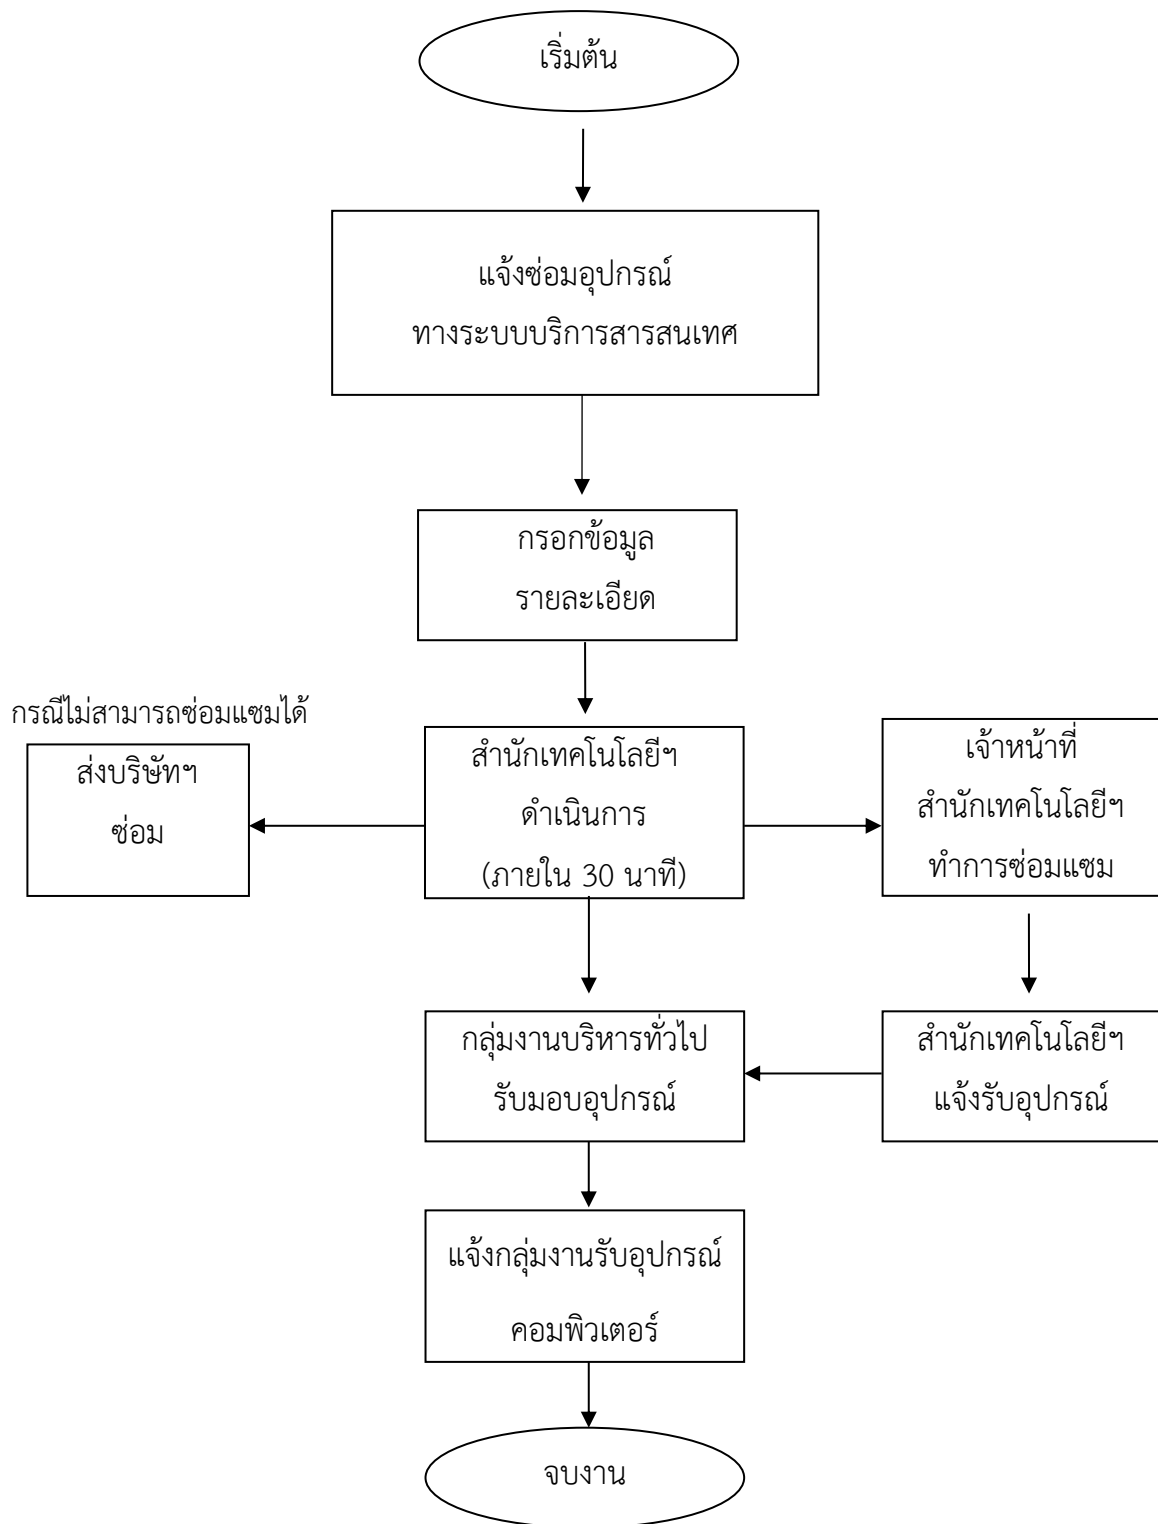 เริ่มต้น
แจ้งซ่อมอุปกรณ์
ทางระบบบริการสารสนเทศ
กรอกข้อมูล
รายละเอียด
กรณีไม่สามารถซ่อมแซมได้
ส่งบริษัทฯ
ซ่อม
สำนักเทคโนโลยีฯ
ดำเนินการ
(ภายใน 30 นาที)
เจ้าหน้าที่
สำนักเทคโนโลยีฯ
ทำการซ่อมแซม
กลุ่มงานบริหารทั่วไป
รับมอบอุปกรณ์
สำนักเทคโนโลยีฯ
แจ้งรับอุปกรณ์
แจ้งกลุ่มงานรับอุปกรณ์
คอมพิวเตอร์
จบงาน